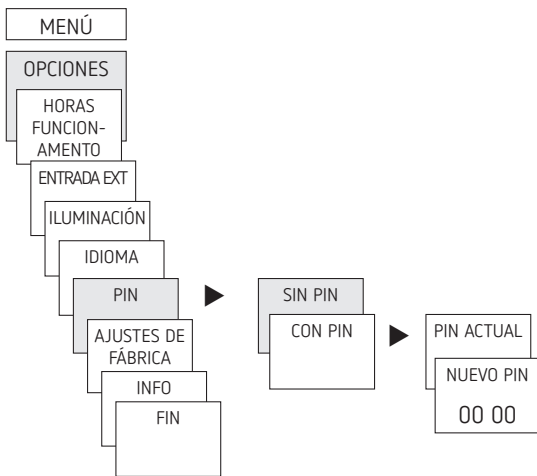 MENÚ
OPCIONES
HORAS
FUNCION-
AMENTO
ENTRADA EXT
ILUMINACIÓN
IDIOMA
PIN
AJUSTES DE
FÁBRICA
INFO
FIN
SIN PIN
CON PIN
PIN ACTUAL
NUEVO PIN
00 00